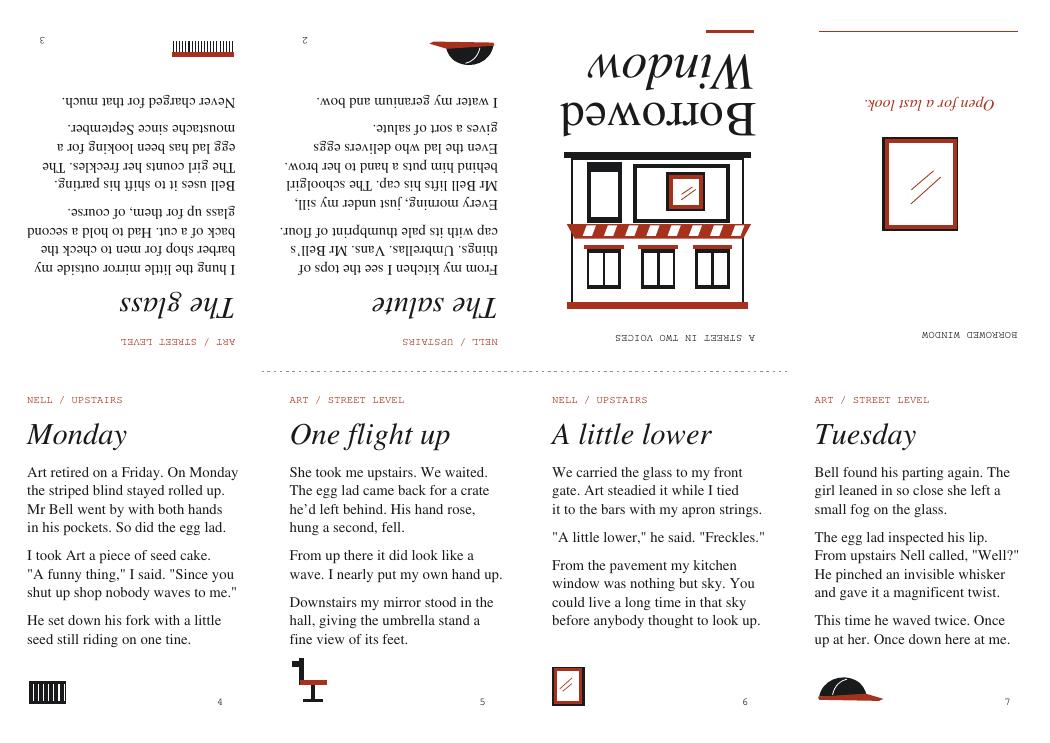 A STREET IN TWO VOICES
Borrowed
Window
NELL / UPSTAIRS
The salute
From my kitchen I see the tops of
things. Umbrellas. Vans. Mr Bell's
cap with its pale thumbprint of flour.
Every morning, just under my sill,
Mr Bell lifts his cap. The schoolgirl
behind him puts a hand to her brow.
Even the lad who delivers eggs
gives a sort of salute.
I water my geranium and bow.
2
ART / STREET LEVEL
The glass
I hung the little mirror outside my
barber shop for men to check the
back of a cut. Had to hold a second
glass up for them, of course.
Bell uses it to shift his parting.
The girl counts her freckles. The
egg lad has been looking for a
moustache since September.
Never charged for that much.
3
NELL / UPSTAIRS
Monday
Art retired on a Friday. On Monday
the striped blind stayed rolled up.
Mr Bell went by with both hands
in his pockets. So did the egg lad.
I took Art a piece of seed cake.
"A funny thing," I said. "Since you
shut up shop nobody waves to me."
He set down his fork with a little
seed still riding on one tine.
4
ART / STREET LEVEL
One flight up
She took me upstairs. We waited.
The egg lad came back for a crate
he’d left behind. His hand rose,
hung a second, fell.
From up there it did look like a
wave. I nearly put my own hand up.
Downstairs my mirror stood in the
hall, giving the umbrella stand a
fine view of its feet.
5
NELL / UPSTAIRS
A little lower
We carried the glass to my front
gate. Art steadied it while I tied
it to the bars with my apron strings.
"A little lower," he said. "Freckles."
From the pavement my kitchen
window was nothing but sky. You
could live a long time in that sky
before anybody thought to look up.
6
ART / STREET LEVEL
Tuesday
Bell found his parting again. The
girl leaned in so close she left a
small fog on the glass.
The egg lad inspected his lip.
From upstairs Nell called, "Well?"
He pinched an invisible whisker
and gave it a magnificent twist.
This time he waved twice. Once
up at her. Once down here at me.
7
BORROWED WINDOW
Open for a last look.